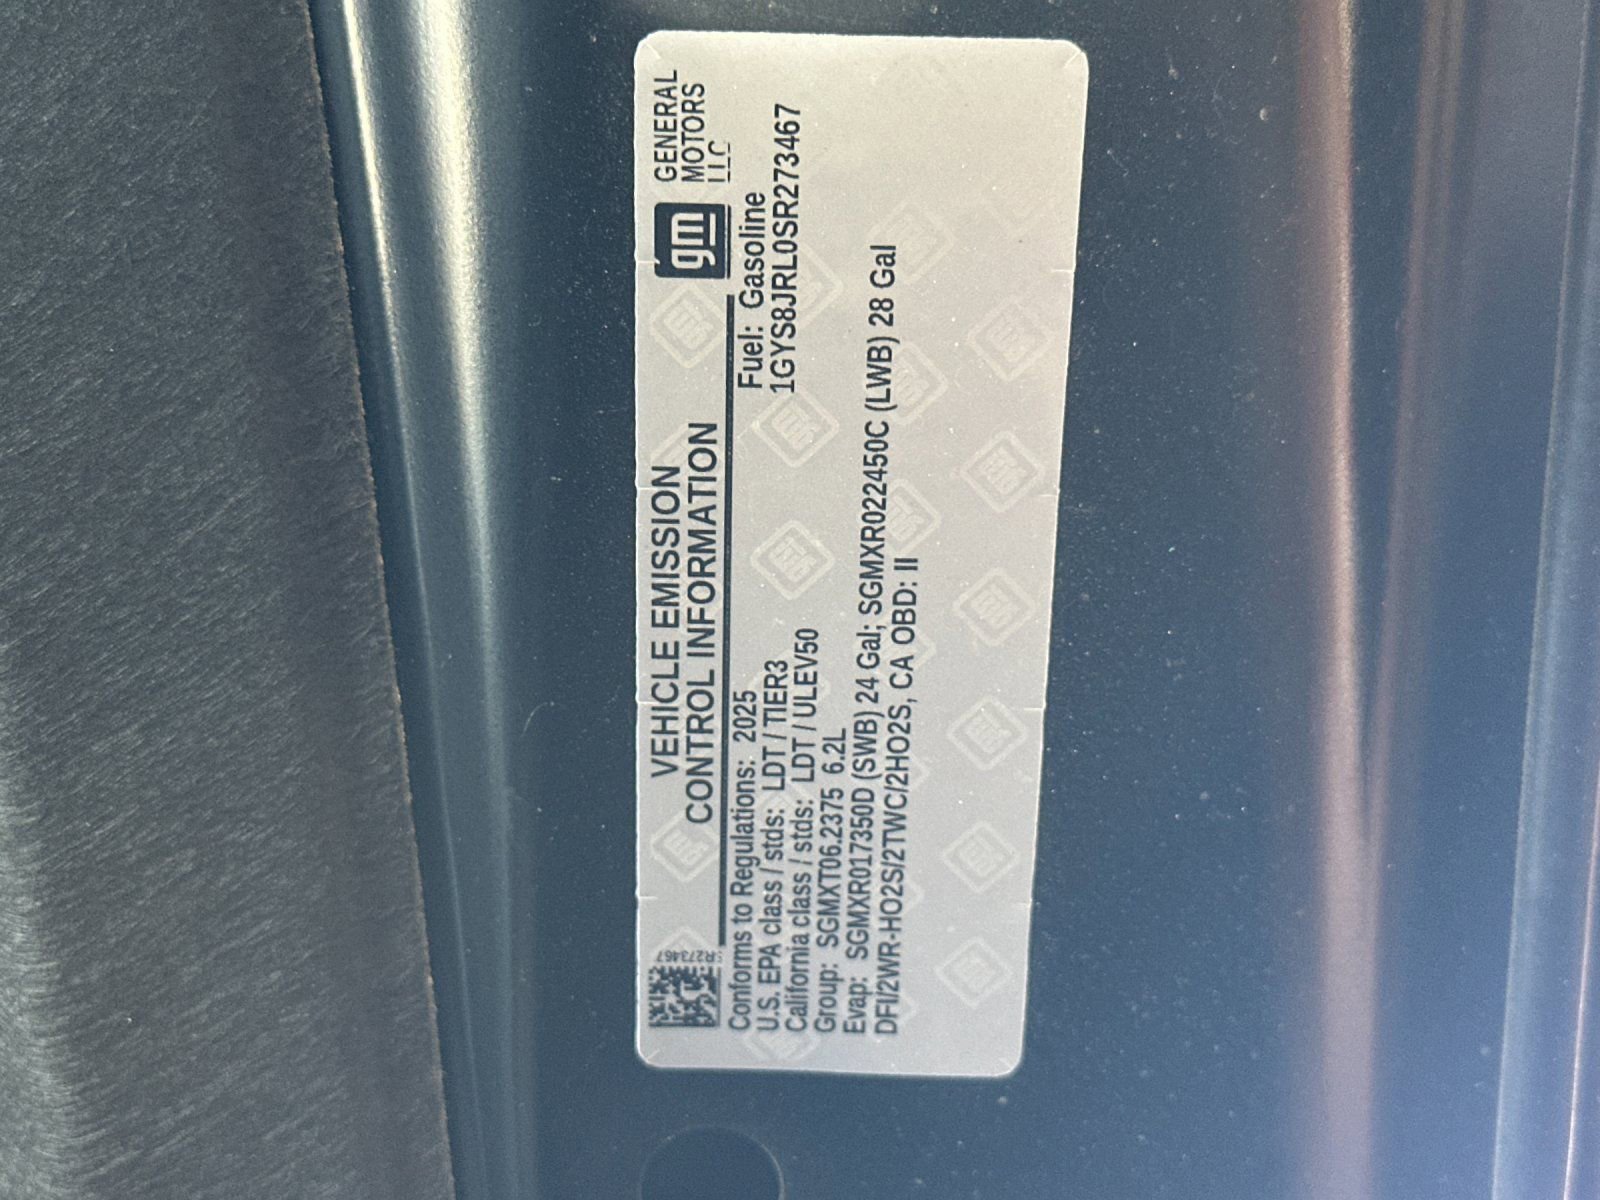 VEHICLE EMISSION
CONTROL INFORMATION
gm
GENERAL
MOTORS
LLC
R273467
Conforms to Regulations: 2025
Fuel: Gasoline
U.S. EPA class / stds: LDT / TIER3
1GYS8JRL0SR273467
California class / stds: LDT / ULEV50
Group: SGMXT06.2375 6.2L
Evap: SGMXR017350D (SWB) 24 Gal; SGMXR022450C (LWB) 28 Gal
DFI/2WR-HO2S/2TWC/2HO2S, CA OBD: II